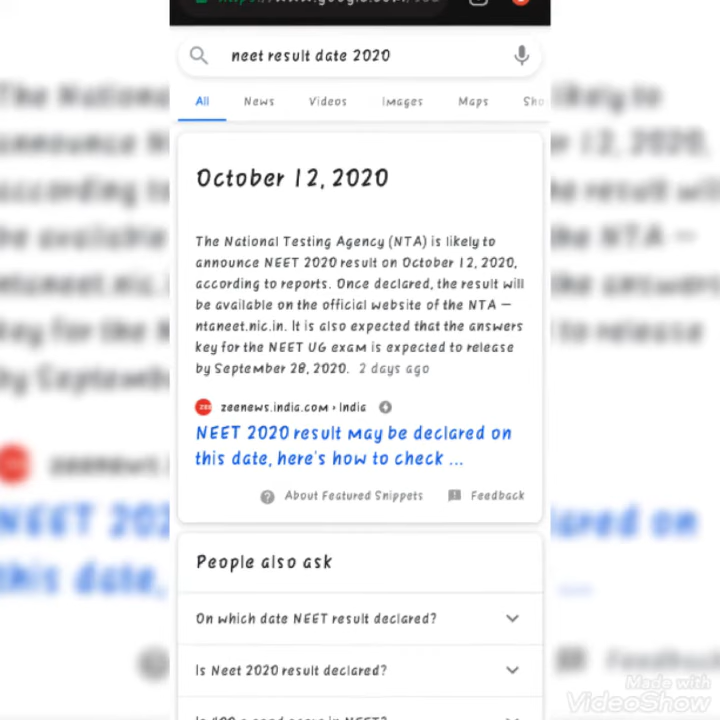 neet result date 2020
All News Videos Images Maps Sho
October 12, 2020
The National Testing Agency (NTA) is likely to
announce NEET 2020 result on October 12, 2020,
according to reports. Once declared, the result will
be available on the official website of the NTA –
ntaneet.nic.in. It is also expected that the answers
key for the NEET UG exam is expected to release
by September 28, 2020. 2 days ago
zeenews.india.com › India
NEET 2020 result may be declared on
this date, here's how to check ...
About Featured Snippets Feedback
People also ask
On which date NEET result declared?
Is Neet 2020 result declared?
Made with
VideoShow